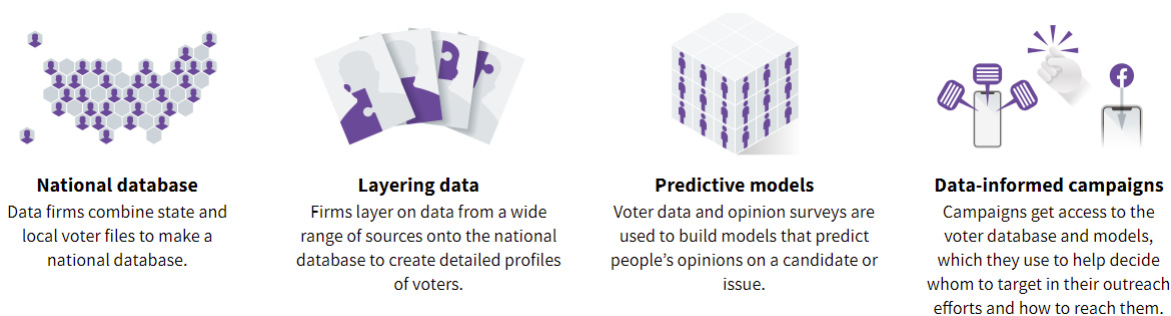 National database
Data firms combine state and
local voter files to make a
national database.
Layering data
Firms layer on data from a wide
range of sources onto the national
database to create detailed profiles
of voters.
Predictive models
Voter data and opinion surveys are
used to build models that predict
people’s opinions on a candidate or
issue.
Data-informed campaigns
Campaigns get access to the
voter database and models,
which they use to help decide
whom to target in their outreach
efforts and how to reach them.